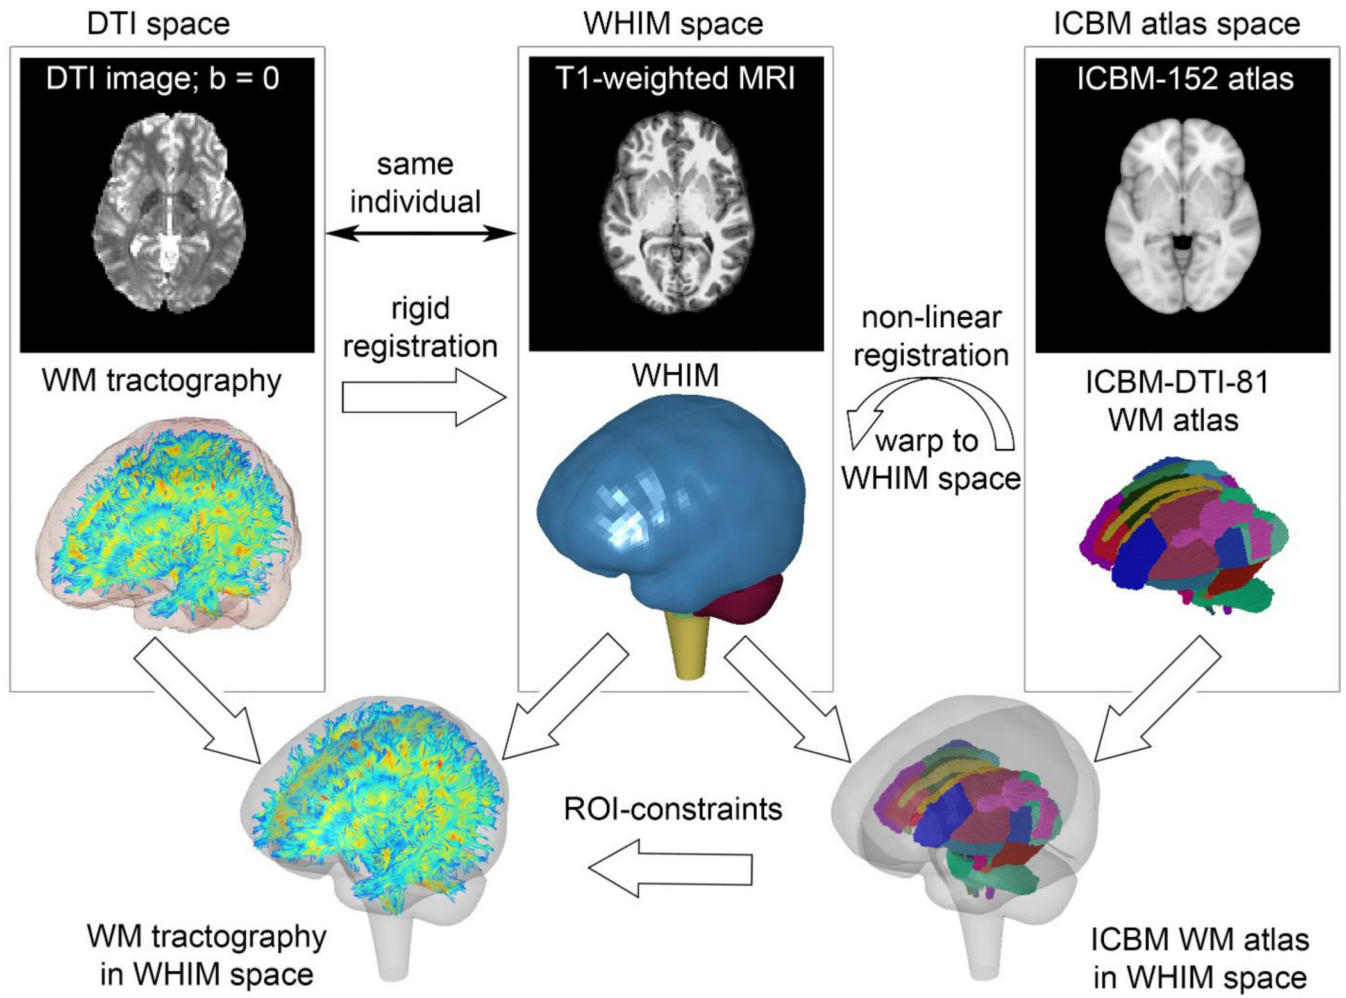 DTI space
WHIM space
ICBM atlas space
DTI image; b = 0
T1-weighted MRI
ICBM-152 atlas
same
individual
rigid
registration
non-linear
registration
WM tractography
WHIM
ICBM-DTI-81
WM atlas
warp to
WHIM space
ROI-constraints
WM tractography
in WHIM space
ICBM WM atlas
in WHIM space